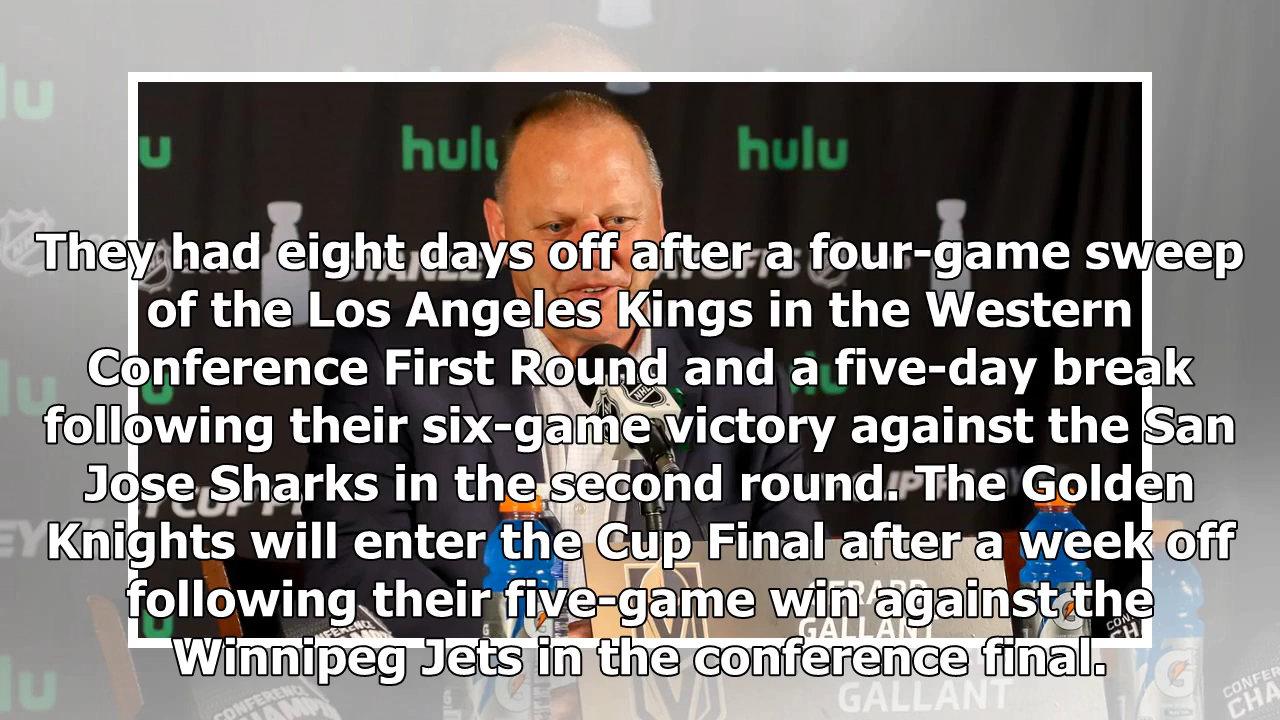 lu
u
hulu
hulu
They had eight days off after a four-game sweep
of the Los Angeles Kings in the Western
Conference First Round and a five-day break
following their six-game victory against the San
Jose Sharks in the second round. The Golden
Knights will enter the Cup Final after a week off
following their five-game win against the
Winnipeg Jets in the conference final.
GERARD
GALLANT
GALLANT